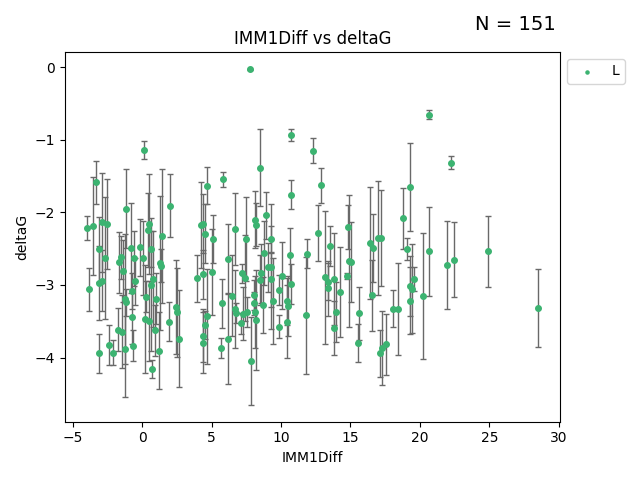 N = 151
IMM1Diff vs deltaG
L
deltaG
0
−1
−2
−3
−4
−5 0 5 10 15 20 25 30
IMM1Diff